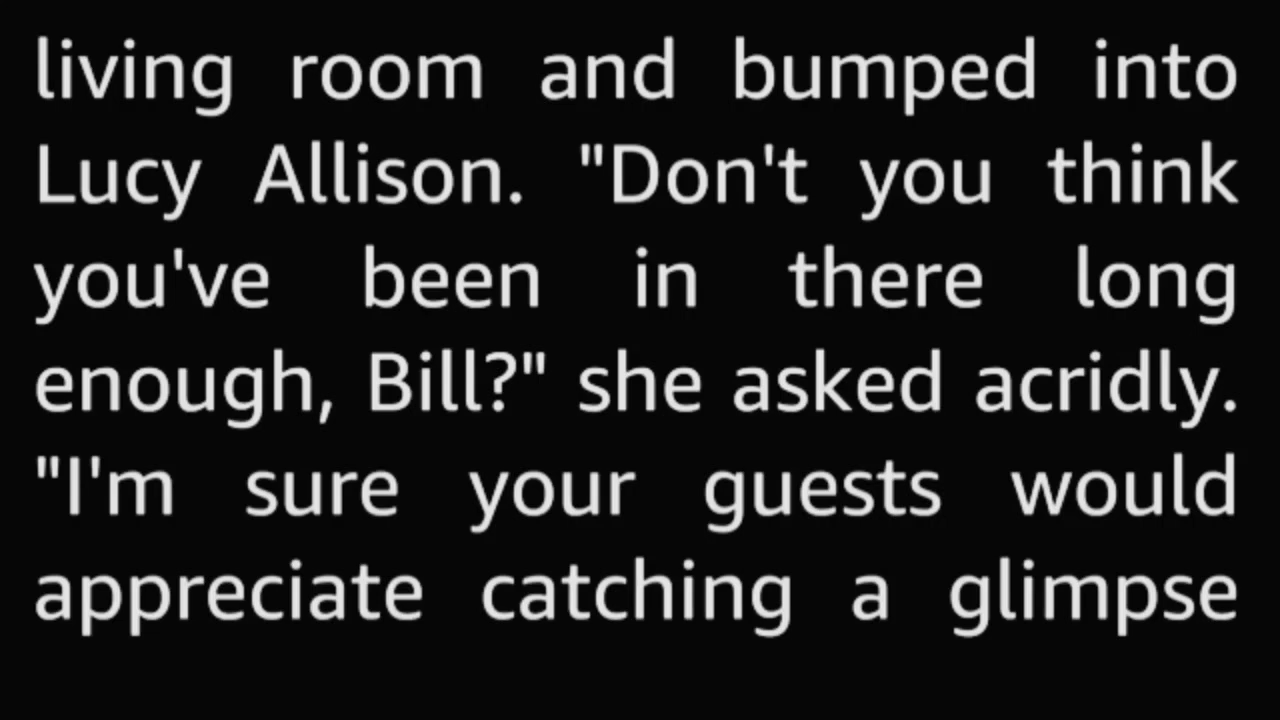 living room and bumped into
Lucy Allison. "Don't you think
you've been in there long
enough, Bill?" she asked acridly.
"I'm sure your guests would
appreciate catching a glimpse